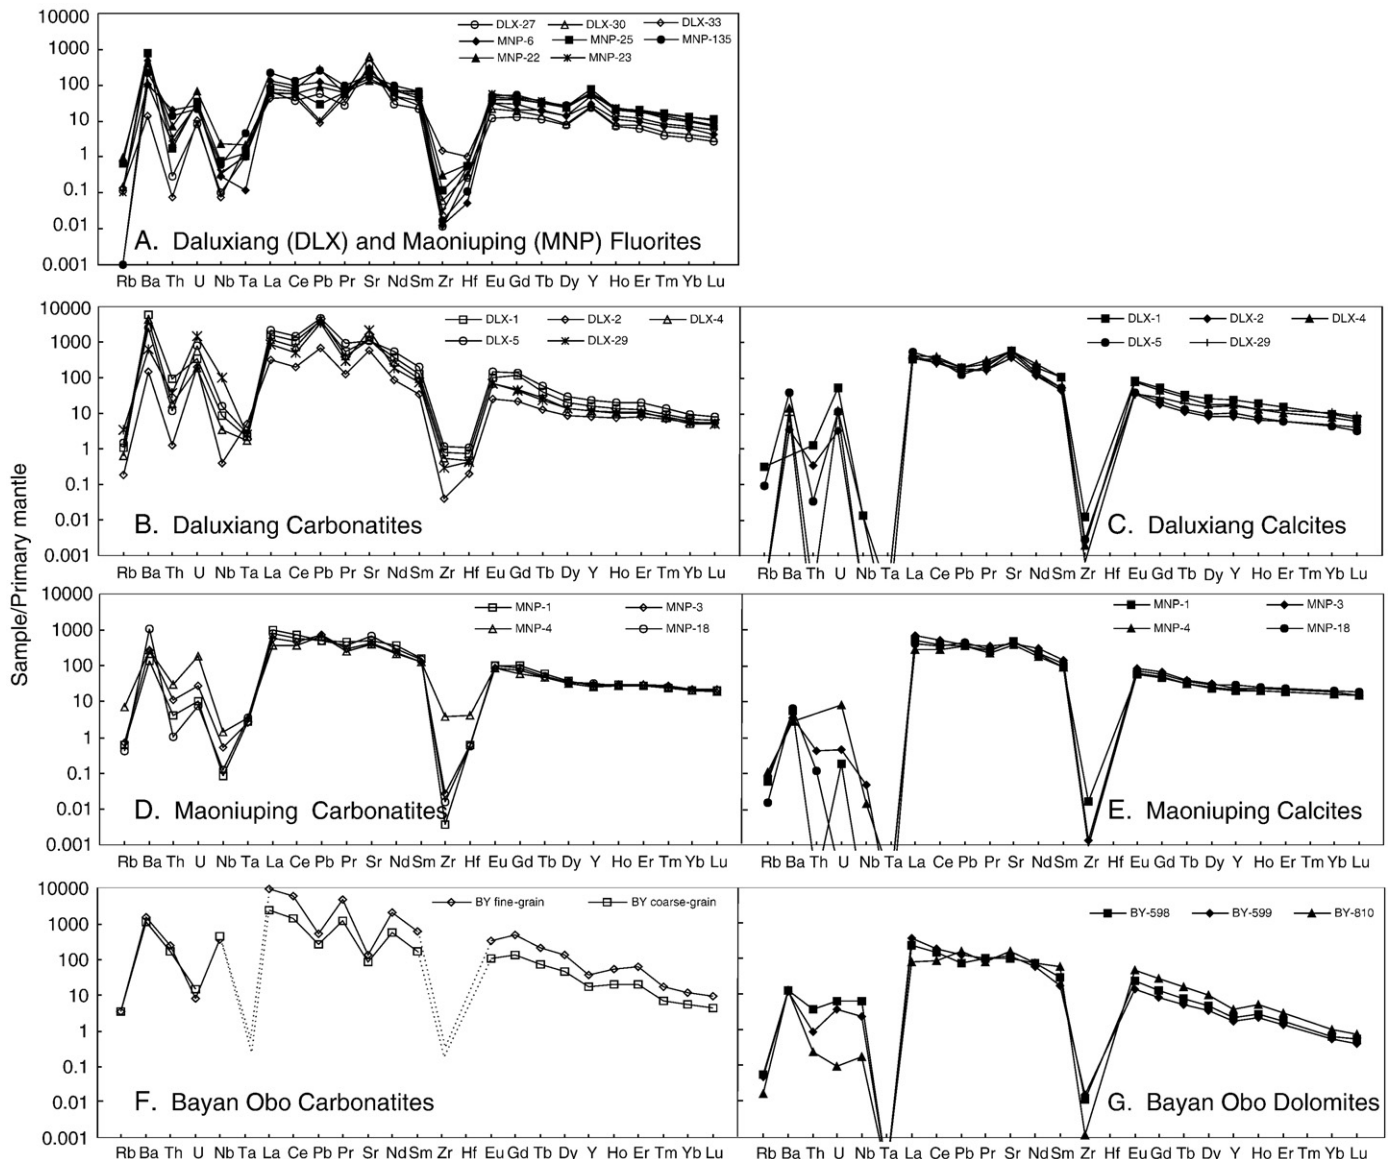 Sample/Primary mantle
10000
1000
100
10
1
0.1
0.01
0.001
DLX-27 DLX-30 DLX-33
MNP-6 MNP-25 MNP-135
MNP-22 MNP-23
A. Daluxiang (DLX) and Maoniuping (MNP) Fluorites
Rb Ba Th U Nb Ta La Ce Pb Pr Sr Nd Sm Zr Hf Eu Gd Tb Dy Y Ho Er Tm Yb Lu
10000
1000
100
10
1
0.1
0.01
0.001
DLX-1 DLX-2 DLX-4
DLX-5 DLX-29
B. Daluxiang Carbonatites
Rb Ba Th U Nb Ta La Ce Pb Pr Sr Nd Sm Zr Hf Eu Gd Tb Dy Y Ho Er Tm Yb Lu
DLX-1 DLX-2 DLX-4
DLX-5 DLX-29
C. Daluxiang Calcites
Rb Ba Th U Nb Ta La Ce Pb Pr Sr Nd Sm Zr Hf Eu Gd Tb Dy Y Ho Er Tm Yb Lu
10000
1000
100
10
1
0.1
0.01
0.001
MNP-1 MNP-3
MNP-4 MNP-18
D. Maoniuping Carbonatites
Rb Ba Th U Nb Ta La Ce Pb Pr Sr Nd Sm Zr Hf Eu Gd Tb Dy Y Ho Er Tm Yb Lu
MNP-1 MNP-3
MNP-4 MNP-18
E. Maoniuping Calcites
Rb Ba Th U Nb Ta La Ce Pb Pr Sr Nd Sm Zr Hf Eu Gd Tb Dy Y Ho Er Tm Yb Lu
10000
1000
100
10
1
0.1
0.01
0.001
BY fine-grain BY coarse-grain
F. Bayan Obo Carbonatites
Rb Ba Th U Nb Ta La Ce Pb Pr Sr Nd Sm Zr Hf Eu Gd Tb Dy Y Ho Er Tm Yb Lu
BY-598 BY-599 BY-810
G. Bayan Obo Dolomites
Rb Ba Th U Nb Ta La Ce Pb Pr Sr Nd Sm Zr Hf Eu Gd Tb Dy Y Ho Er Tm Yb Lu